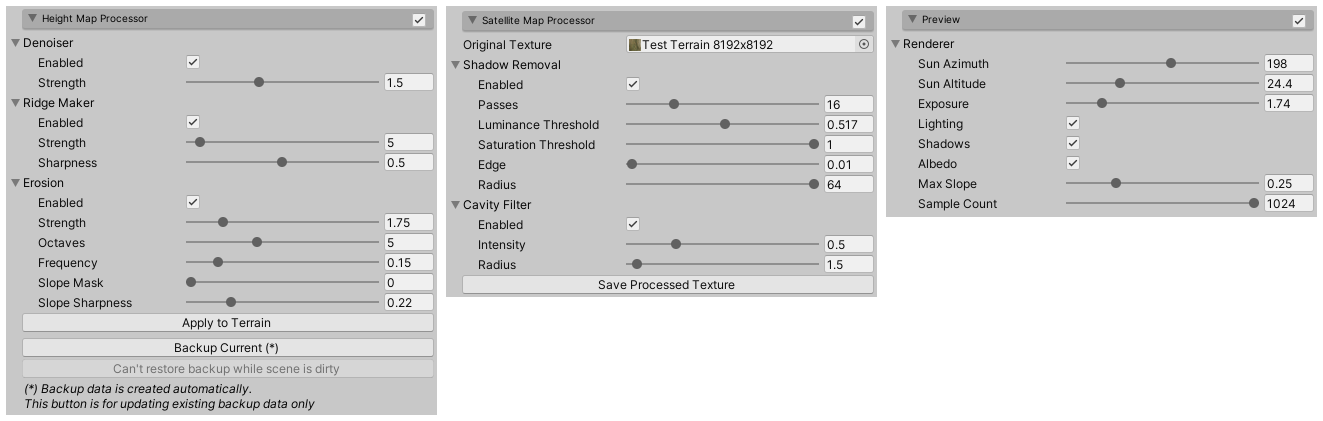 Height Map Processor
Denoiser
Enabled
Strength 1.5
Ridge Maker
Enabled
Strength 5
Sharpness 0.5
Erosion
Enabled
Strength 1.75
Octaves 5
Frequency 0.15
Slope Mask 0
Slope Sharpness 0.22
Apply to Terrain
Backup Current (*)
Can't restore backup while scene is dirty
(*) Backup data is created automatically.
This button is for updating existing backup data only
Satellite Map Processor
Original Texture Test Terrain 8192x8192
Shadow Removal
Enabled
Passes 16
Luminance Threshold 0.517
Saturation Threshold 1
Edge 0.01
Radius 64
Cavity Filter
Enabled
Intensity 0.5
Radius 1.5
Save Processed Texture
Preview
Renderer
Sun Azimuth 198
Sun Altitude 24.4
Exposure 1.74
Lighting
Shadows
Albedo
Max Slope 0.25
Sample Count 1024